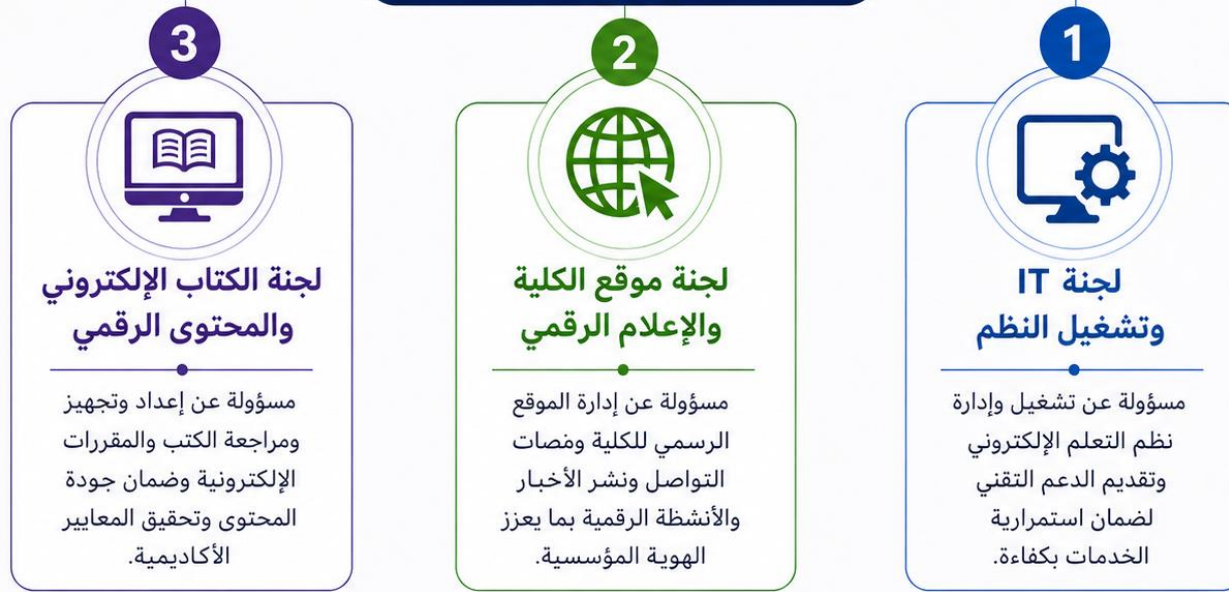 1
لجنة IT
وتشغيل النظم
مسؤولة عن تشغيل وإدارة
نظم التعلم الإلكتروني
وتقديم الدعم التقني
لضمان استمرارية
الخدمات بكفاءة.
2
لجنة موقع الكلية
والإعلام الرقمي
مسؤولة عن إدارة الموقع
الرسمي للكلية ومنصات
التواصل ونشر الأخبار
والأنشطة الرقمية بما يعزز
الهوية المؤسسية.
3
لجنة الكتاب الإلكتروني
والمحتوى الرقمي
مسؤولة عن إعداد وتجهيز
ومراجعة الكتب والمقررات
الإلكترونية وضمان جودة
المحتوى وتحقيق المعايير
الأكاديمية.